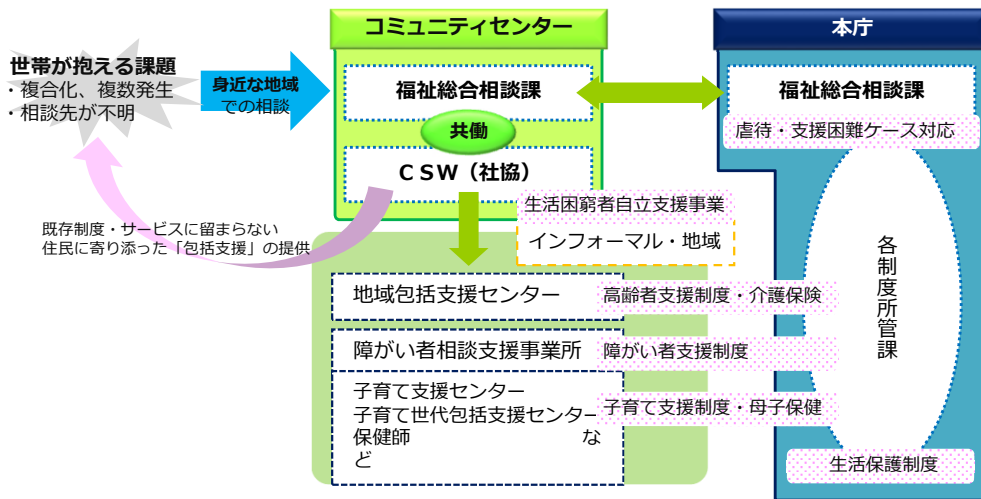 コミュニティセンター
本庁
世帯が抱える課題
・複合化、複数発生
・相談先が不明
身近な地域
での相談
福祉総合相談課
共働
CSW（社協）
福祉総合相談課
虐待・支援困難ケース対応
既存制度・サービスに留まらない
住民に寄り添った「包括支援」の提供
生活困窮者自立支援事業
インフォーマル・地域
地域包括支援センター
高齢者支援制度・介護保険
障がい者相談支援事業所
障がい者支援制度
子育て支援センター
子育て世代包括支援センター
保健師 な
ど
子育て支援制度・母子保健
各制度所管課
生活保護制度